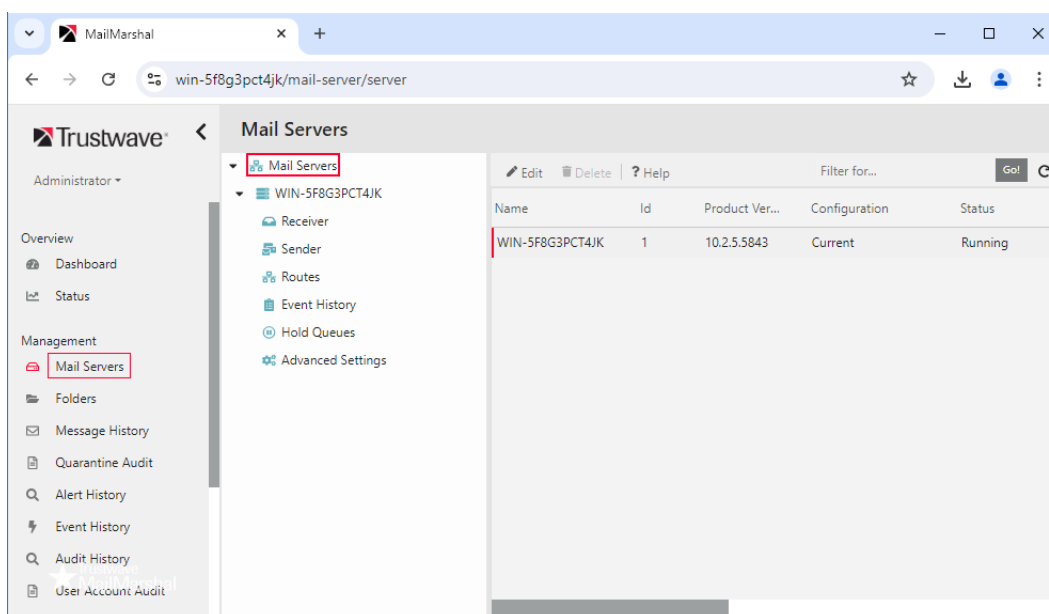 MailMarshal
win-5f8g3pct4jk/mail-server/server
Trustwave
Administrator
Overview
Dashboard
Status
Management
Mail Servers
Folders
Message History
Quarantine Audit
Alert History
Event History
Audit History
User Account Audit
Trustwave
MailMarshal
Mail Servers
Mail Servers
WIN-5F8G3PCT4JK
Receiver
Sender
Routes
Event History
Hold Queues
Advanced Settings
Edit Delete ? Help Filter for... Go!
Name Id Product Ver... Configuration Status
WIN-5F8G3PCT4JK 1 10.2.5.5843 Current Running